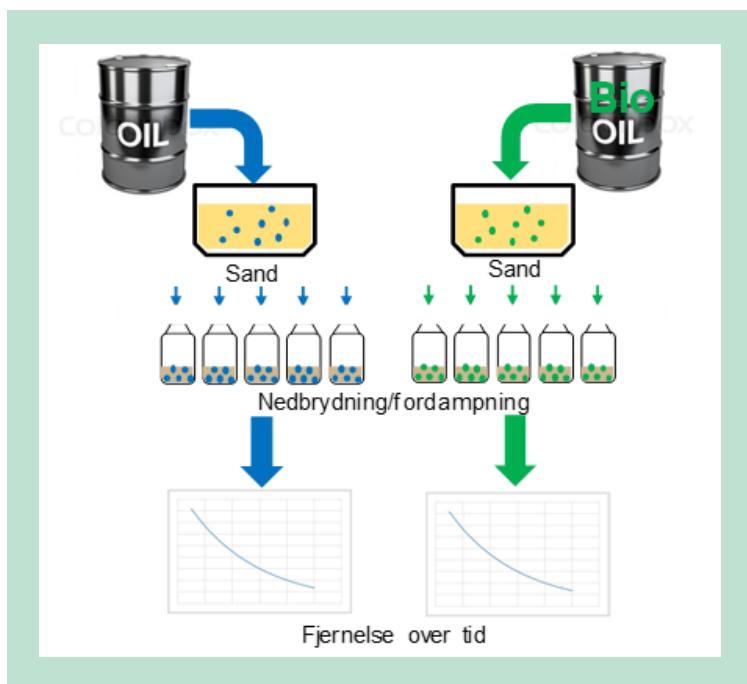 OIL
Bio
OIL
Sand
Sand
Nedbrydning/fordampning
Fjernelse over tid